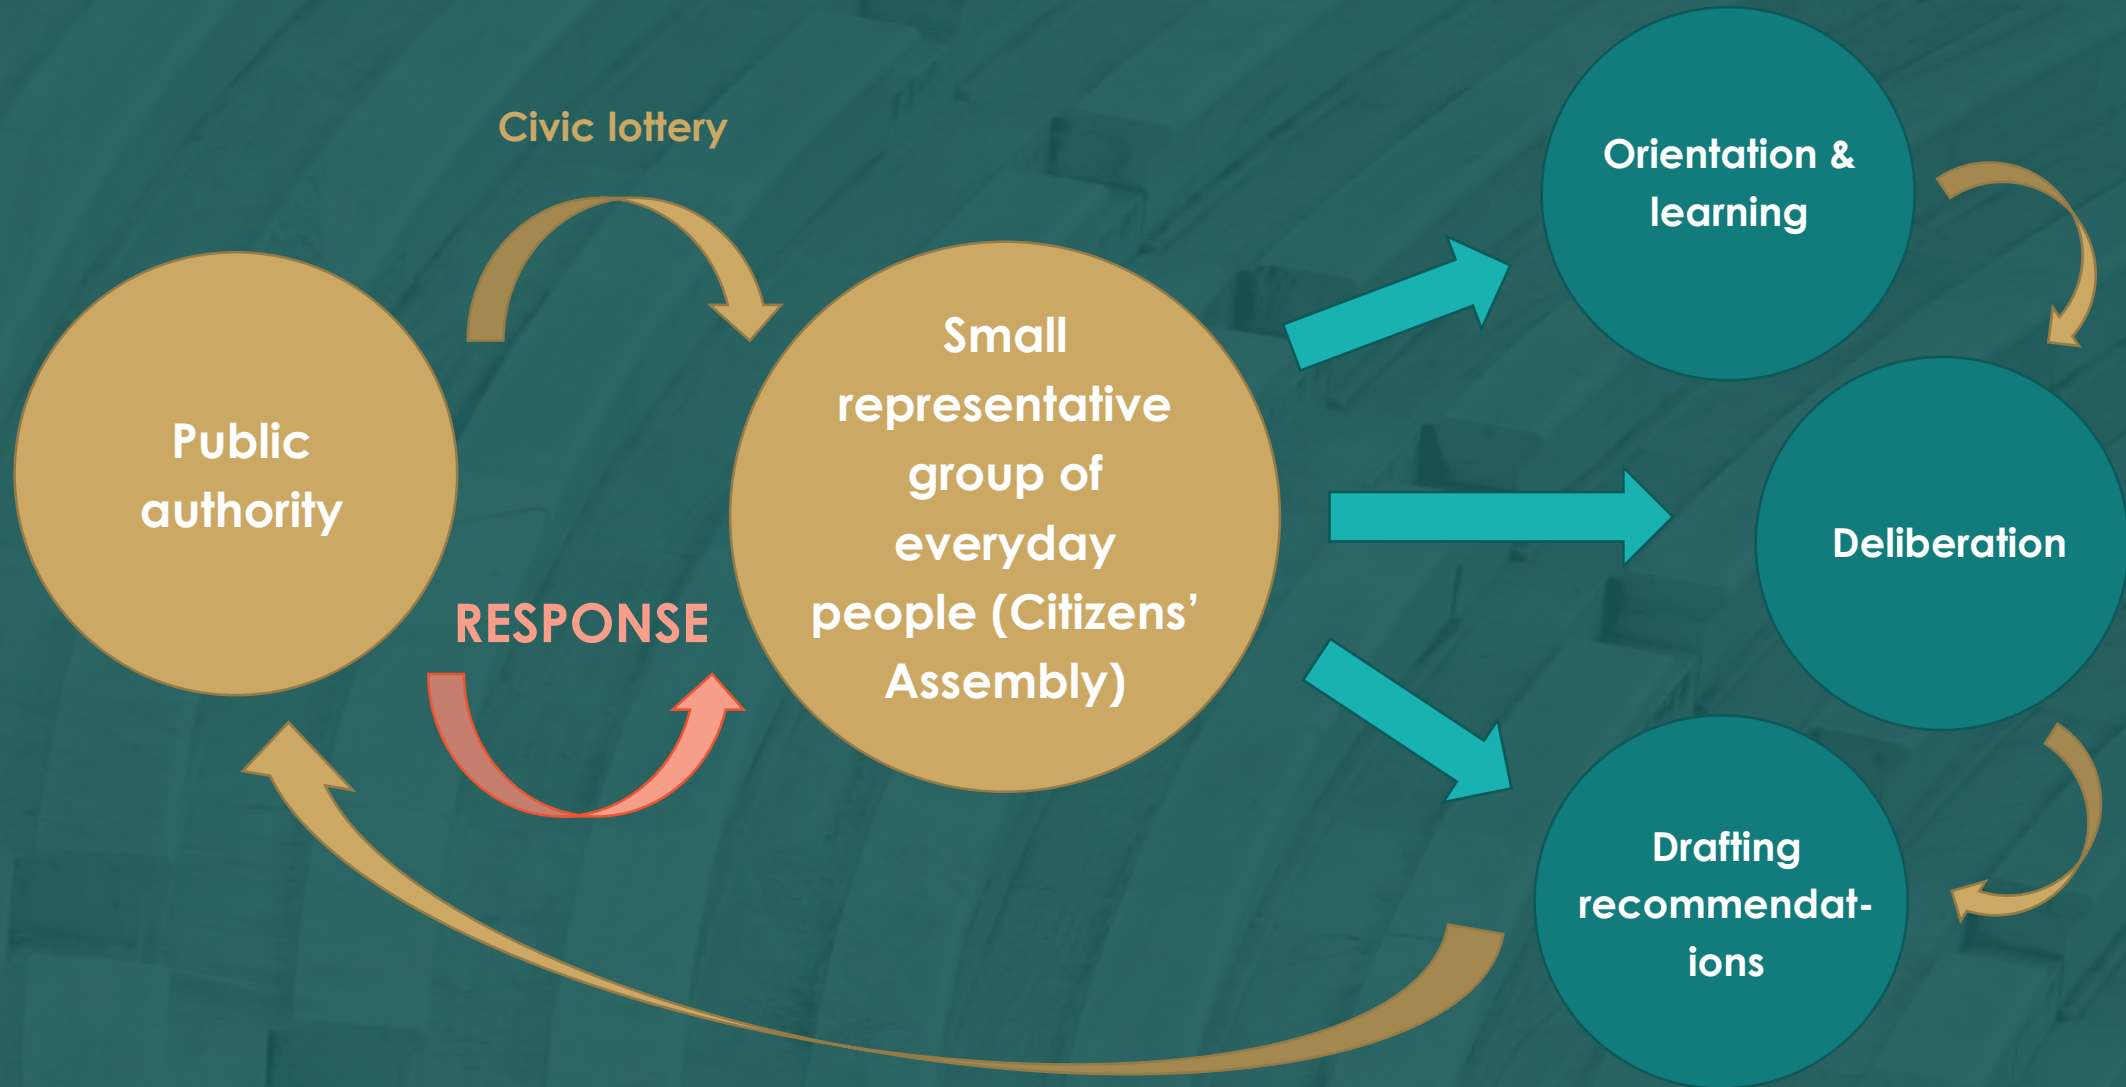 Civic lottery
Public
authority
RESPONSE
Small
representative
group of
everyday
people (Citizens’
Assembly)
Orientation &
learning
Deliberation
Drafting
recommendat-
ions